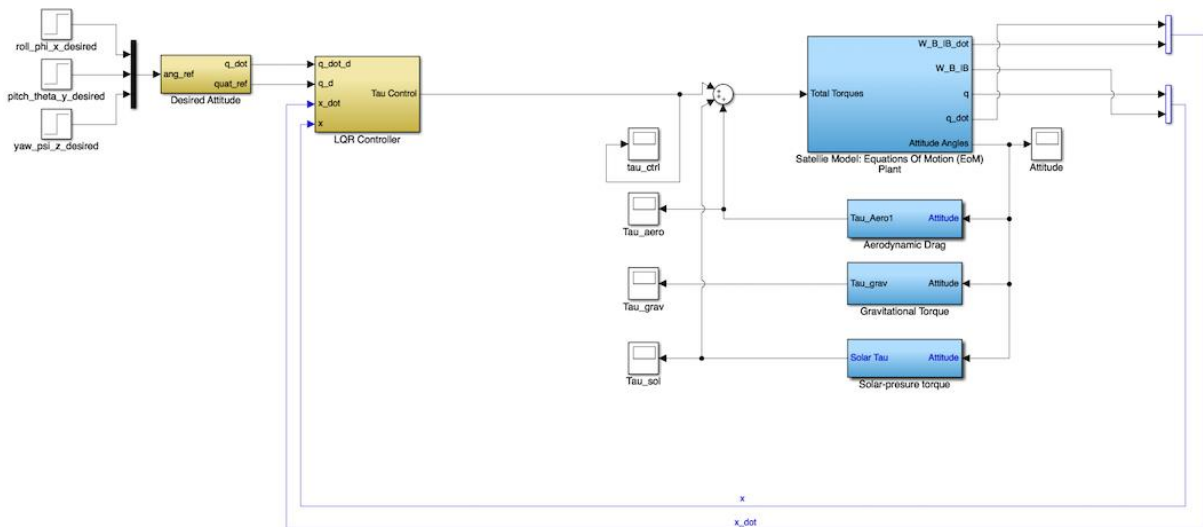 roll_phi_x_desired
pitch_theta_y_desired
yaw_psi_z_desired
ang_ref
q_dot
quat_ref
Desired Attitude
q_dot_d
q_d
x_dot
x
Tau Control
LQR Controller
tau_ctrl
Total Torques
W_B_IB_dot
W_B_IB
q
q_dot
Attitude Angles
Satellie Model: Equations Of Motion (EoM)
Plant
Attitude
Tau_aero
Tau_Aero1
Attitude
Aerodynamic Drag
Tau_grav
Tau_grav
Attitude
Gravitational Torque
Tau_sol
Solar Tau
Attitude
Solar-presure torque
x
x_dot